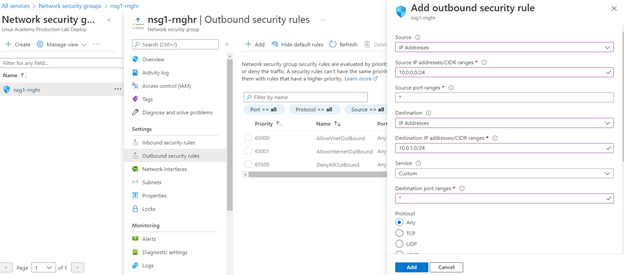 All services > Network security groups > nsg1-rnghr
Network security g...
Linux Academy Production Lab Deploy
+ Create
Manage view
...
Filter for any field...
Name ↑↓
nsg1-rnghr
...
Page 1 of 1
nsg1-rnghr | Outbound security rules
...
Network security group
Search (Ctrl+/)
Overview
Activity log
Access control (IAM)
Tags
Diagnose and solve problems
Settings
Inbound security rules
Outbound security rules
Network interfaces
Subnets
Properties
Locks
Monitoring
Alerts
Diagnostic settings
Logs
+ Add
Hide default rules
Refresh
Network security group security rules are evaluated by priorit
or deny the traffic. A security rules can't have the same priorit
them with rules that have a higher priority. Learn more
Filter by name
Port == all
Protocol == all
Source == all
Priority ↑
Name ↑↓
Port
65000
AllowVnetOutBound
Any
65001
AllowInternetOutBound
Any
65500
DenyAllOutBound
Any
Add outbound security rule
nsg1-rnghr
Source
IP Addresses
Source IP addresses/CIDR ranges *
10.0.0.0/24
Source port ranges *
*
Destination
IP Addresses
Destination IP addresses/CIDR ranges *
10.0.1.0/24
Service
Custom
Destination port ranges *
*
Protocol
Any
TCP
UDP
Add
Cancel